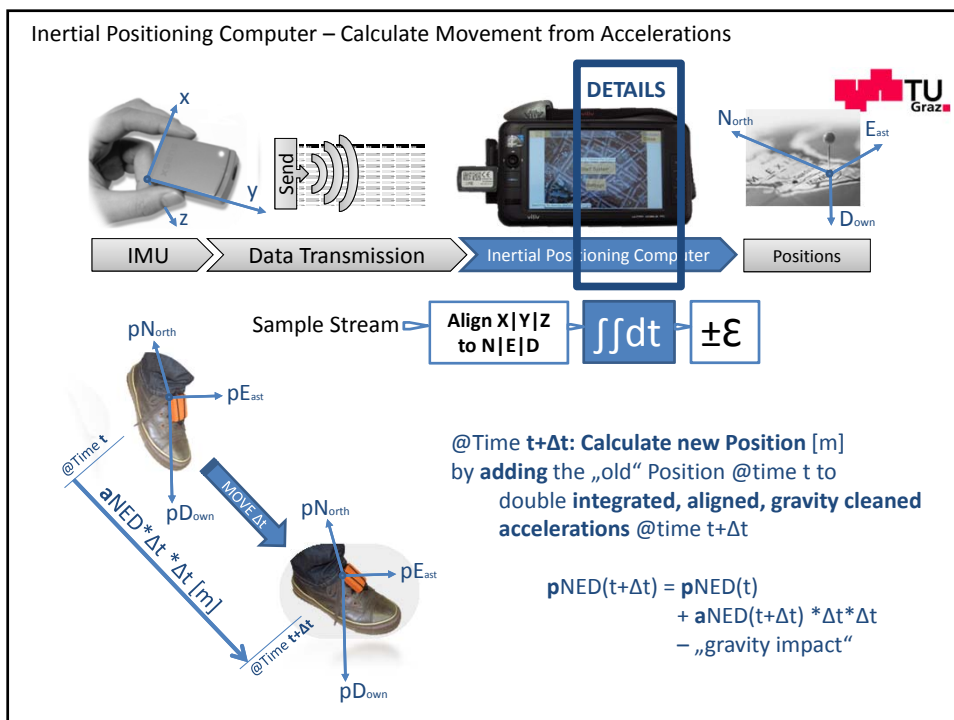 Inertial Positioning Computer – Calculate Movement from Accelerations
DETAILS
TU
Graz
x
y
z
Send
viliv
North
East
Down
IMU
Data Transmission
Inertial Positioning Computer
Positions
Sample Stream
Align X|Y|Z
to N|E|D
∫∫dt
±Ɛ
pNorth
pEast
pDown
@Time t
MOVE Δt
aNED*Δt *Δt [m]
pNorth
pEast
pDown
@Time t+Δt
@Time t+Δt: Calculate new Position [m]
by adding the „old“ Position @time t to
double integrated, aligned, gravity cleaned
accelerations @time t+Δt
pNED(t+Δt) = pNED(t)
+ aNED(t+Δt) *Δt*Δt
– „gravity impact“